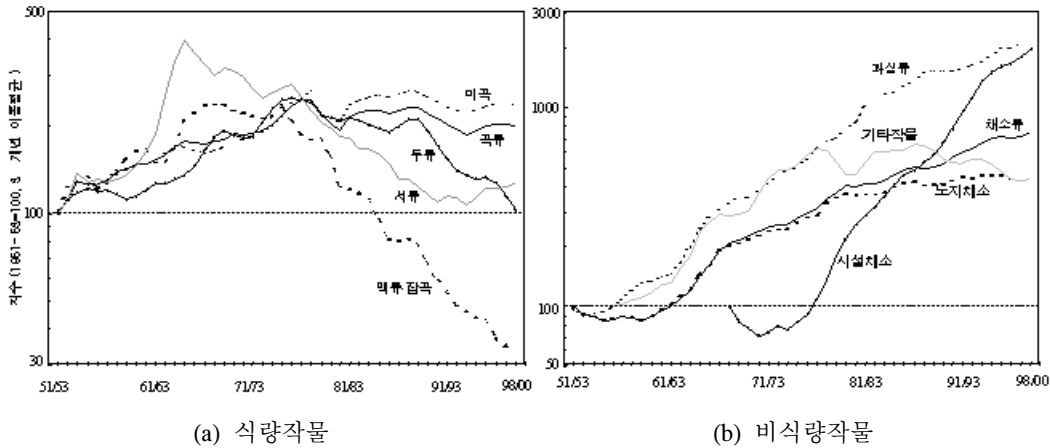 지수 (1951-53=100, 3 개년 이동평균)
500
100
30
미곡
곡류
두류
서류
맥류·잡곡
51/53 61/63 71/73 81/83 91/93 98/00
(a) 식량작물
3000
1000
100
50
과실류
기타작물
채소류
노지채소
시설채소
51/53 61/63 71/73 81/83 91/93 98/00
(b) 비식량작물